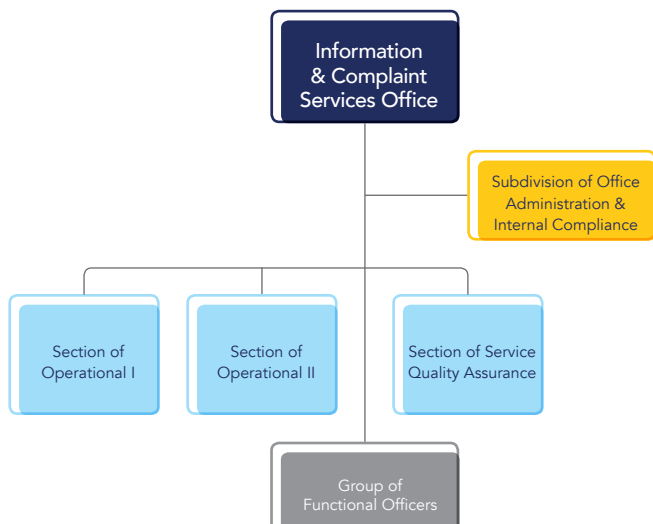 Information
& Complaint
Services Office
Subdivision of Office
Administration &
Internal Compliance
Section of
Operational I
Section of
Operational II
Section of Service
Quality Assurance
Group of
Functional Officers